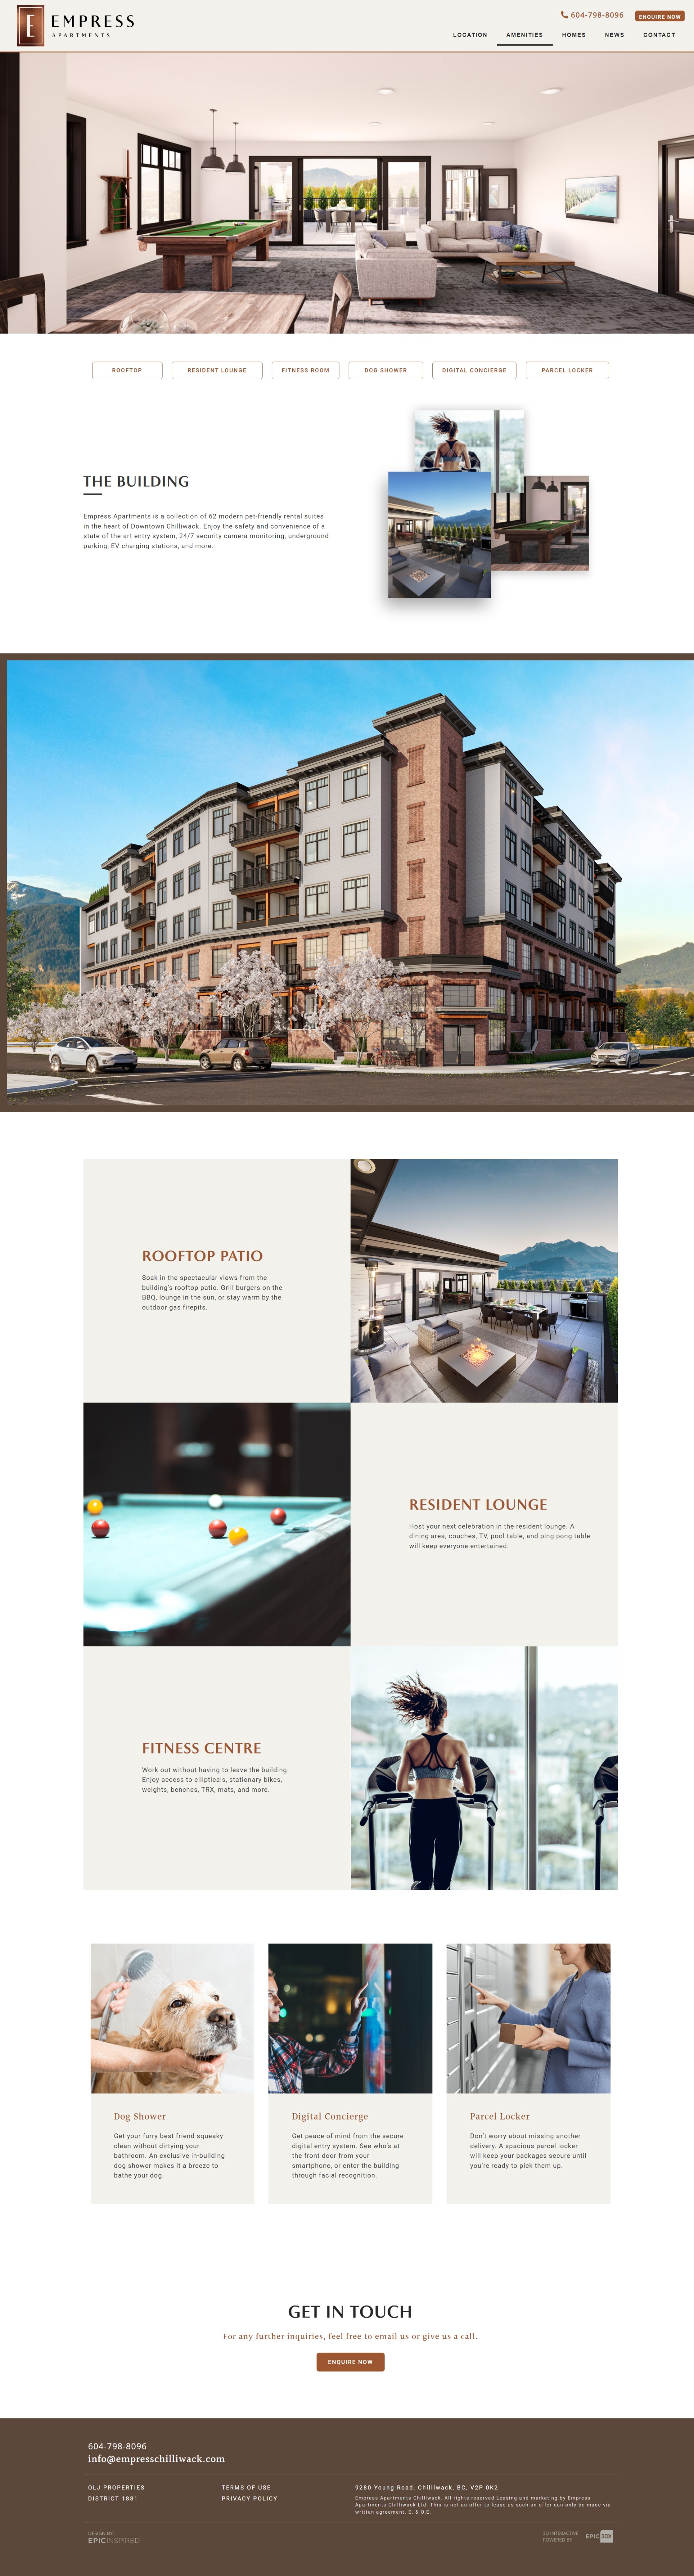 E EMPRESS
APARTMENTS
604-798-8096
ENQUIRE NOW
LOCATION AMENITIES HOMES NEWS CONTACT
ROOFTOP RESIDENT LOUNGE FITNESS ROOM DOG SHOWER DIGITAL CONCIERGE PARCEL LOCKER
THE BUILDING
Empress Apartments is a collection of 62 modern pet-friendly rental suites
in the heart of Downtown Chilliwack. Enjoy the safety and convenience of a
state-of-the-art entry system, 24/7 security camera monitoring, underground
parking, EV charging stations, and more.
ROOFTOP PATIO
Soak in the spectacular views from the
building's rooftop patio. Grill burgers on the
BBQ, lounge in the sun, or stay warm by the
outdoor gas firepits.
RESIDENT LOUNGE
Host your next celebration in the resident lounge. A
dining area, couches, TV, pool table, and ping pong table
will keep everyone entertained.
FITNESS CENTRE
Work out without having to leave the building.
Enjoy access to ellipticals, stationary bikes,
weights, benches, TRX, mats, and more.
Dog Shower
Get your furry best friend squeaky
clean without dirtying your
bathroom. An exclusive in-building
dog shower makes it a breeze to
bathe your dog.
Digital Concierge
Get peace of mind from the secure
digital entry system. See who's at
the front door from your
smartphone, or enter the building
through facial recognition.
Parcel Locker
Don't worry about missing another
delivery. A spacious parcel locker
will keep your packages secure until
you're ready to pick them up.
GET IN TOUCH
For any further inquiries, feel free to email us or give us a call.
ENQUIRE NOW
604-798-8096
info@empresschilliwack.com
OLJ PROPERTIES
DISTRICT 1881
TERMS OF USE
PRIVACY POLICY
9280 Young Road, Chilliwack, BC, V2P 0K2
Empress Apartments Chilliwack. All rights reserved Leasing and marketing by Empress
Apartments Chilliwack Ltd. This is not an offer to lease as such an offer can only be made via
written agreement. E. & O.E.
DESIGN BY:
EPICINSPIRED
3D INTERACTIVE
POWERED BY
EPIC SDX